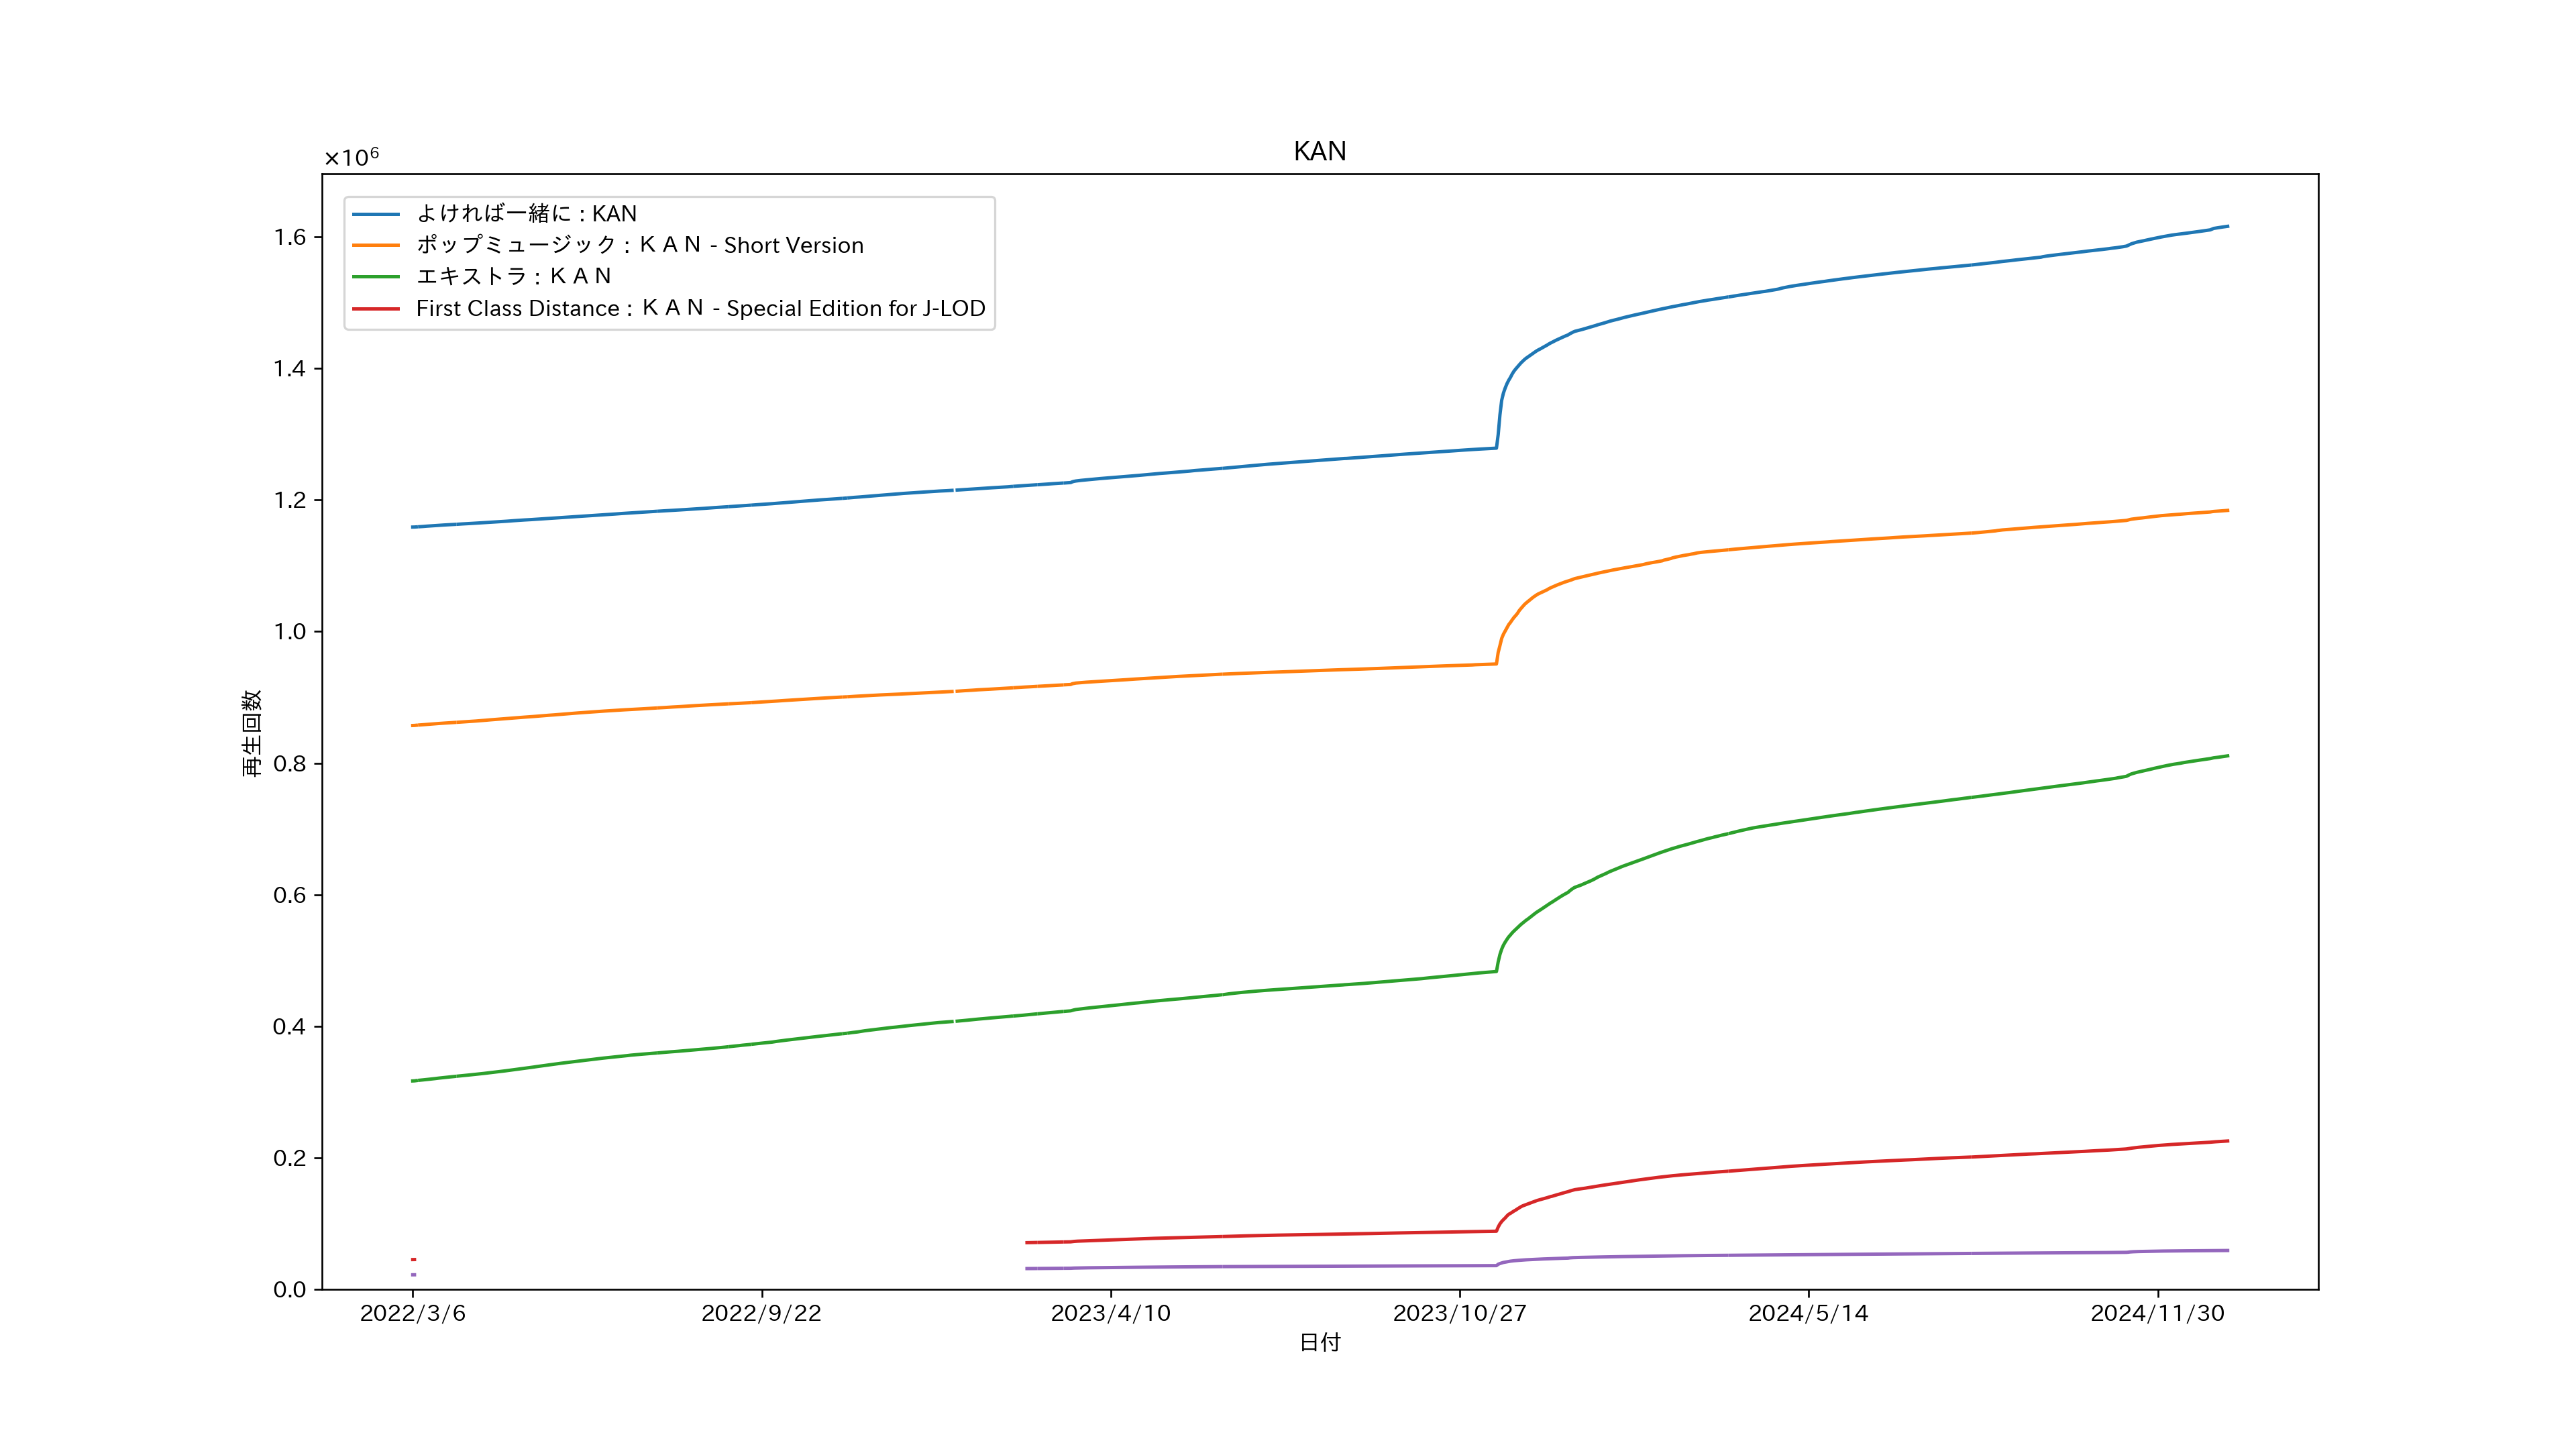 KAN
×10⁶
よければ一緒に : KAN
ポップミュージック : ＫＡＮ - Short Version
エキストラ : ＫＡＮ
First Class Distance : ＫＡＮ - Special Edition for J-LOD
1.6
1.4
1.2
1.0
0.8
0.6
0.4
0.2
0.0
再生回数
2022/3/6
2022/9/22
2023/4/10
2023/10/27
2024/5/14
2024/11/30
日付